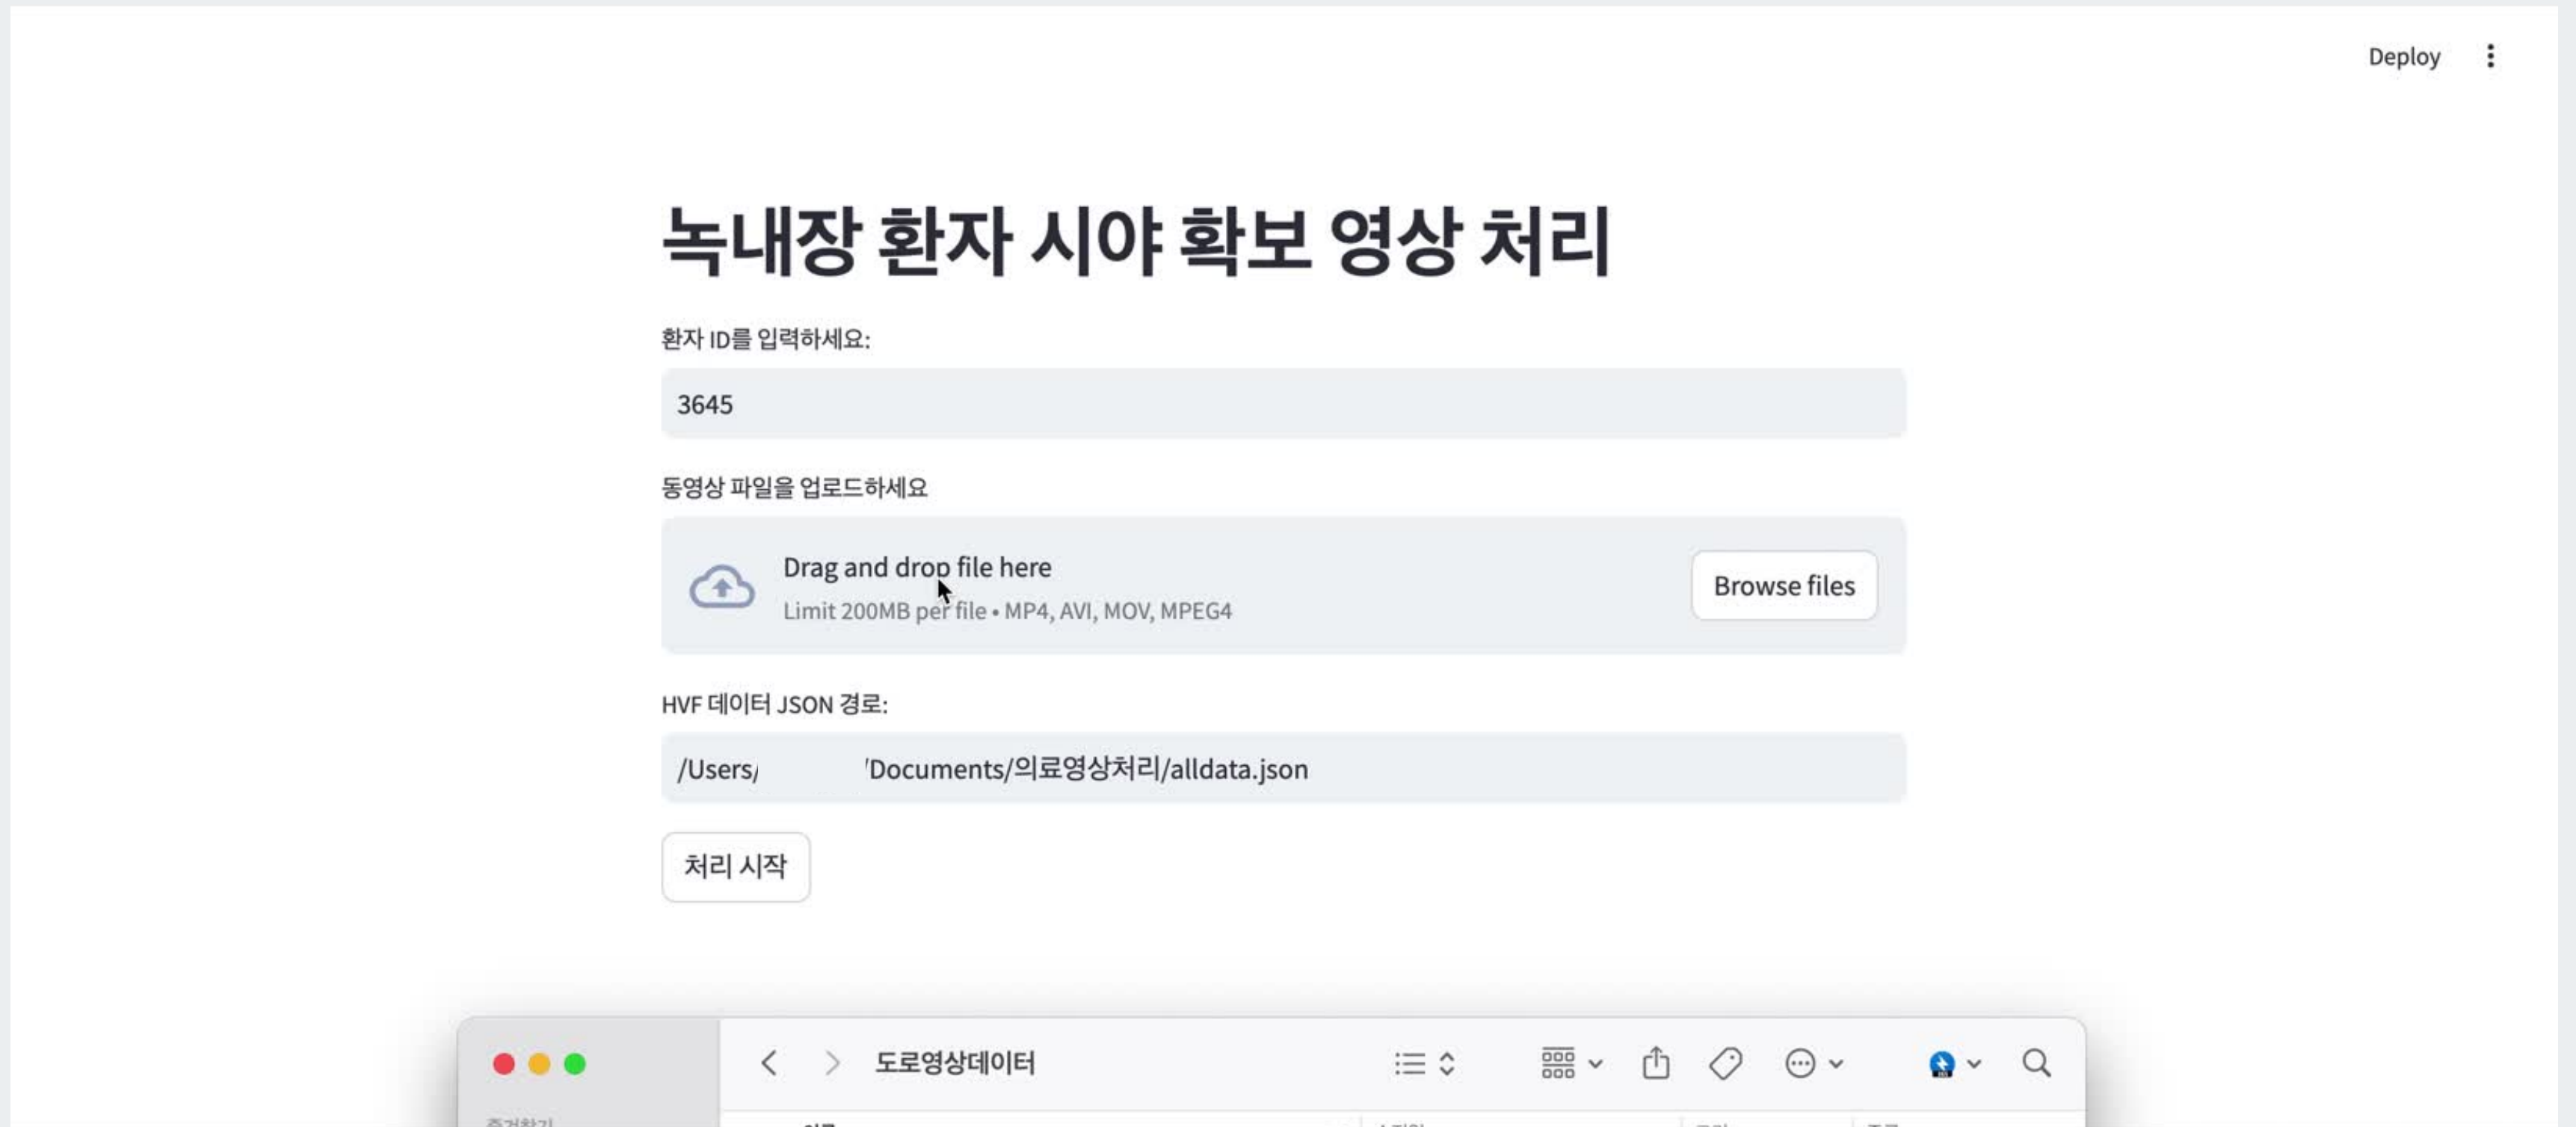 Deploy
녹내장 환자 시야 확보 영상 처리
환자 ID를 입력하세요:
3645
동영상 파일을 업로드하세요
Drag and drop file here
Limit 200MB per file • MP4, AVI, MOV, MPEG4
Browse files
HVF 데이터 JSON 경로:
/Users/ /Documents/의료영상처리/alldata.json
처리 시작
도로영상데이터